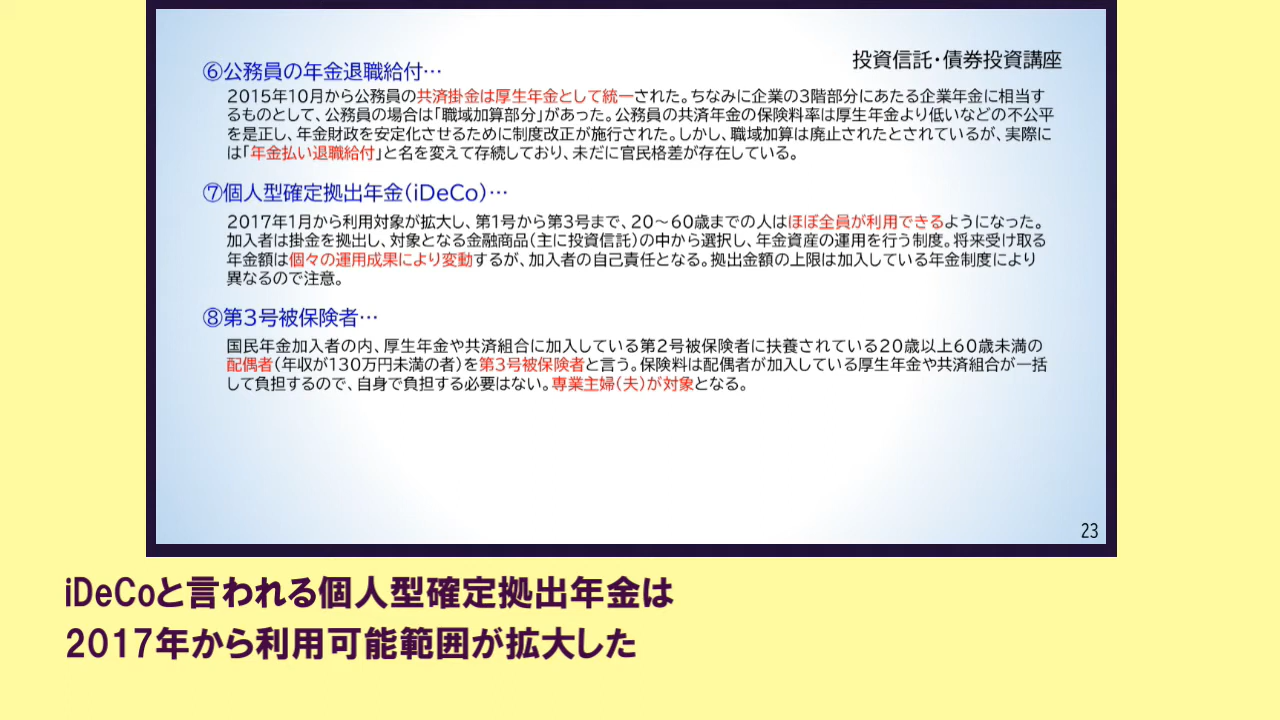 投資信託・債券投資講座
⑥公務員の年金退職給付…
2015年10月から公務員の共済掛金は厚生年金として統一された。ちなみに企業の3階部分にあたる企業年金に相当す
るものとして、公務員の場合は「職域加算部分」があった。公務員の共済年金の保険料率は厚生年金より低いなどの不公平
を是正し、年金財政を安定化させるために制度改正が施行された。しかし、職域加算は廃止されたとされているが、実際に
は「年金払い退職給付」と名を変えて存続しており、未だに官民格差が存在している。
⑦個人型確定拠出年金(iDeCo)…
2017年1月から利用対象が拡大し、第1号から第3号まで、20～60歳までの人はほぼ全員が利用できるようになった。
加入者は掛金を拠出し、対象となる金融商品(主に投資信託)の中から選択し、年金資産の運用を行う制度。将来受け取る
年金額は個々の運用成果により変動するが、加入者の自己責任となる。拠出金額の上限は加入している年金制度により
異なるので注意。
⑧第3号被保険者…
国民年金加入者の内、厚生年金や共済組合に加入している第2号被保険者に扶養されている20歳以上60歳未満の
配偶者(年収が130万円未満の者)を第3号被保険者と言う。保険料は配偶者が加入している厚生年金や共済組合が一括
して負担するので、自身で負担する必要はない。専業主婦(夫)が対象となる。
23
iDeCoと言われる個人型確定拠出年金は
2017年から利用可能範囲が拡大した